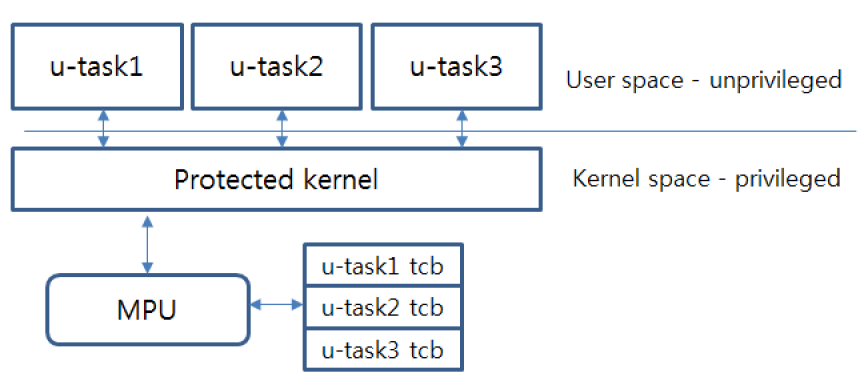 u-task1
u-task2
u-task3
User space - unprivileged
Protected kernel
Kernel space - privileged
MPU
u-task1 tcb
u-task2 tcb
u-task3 tcb